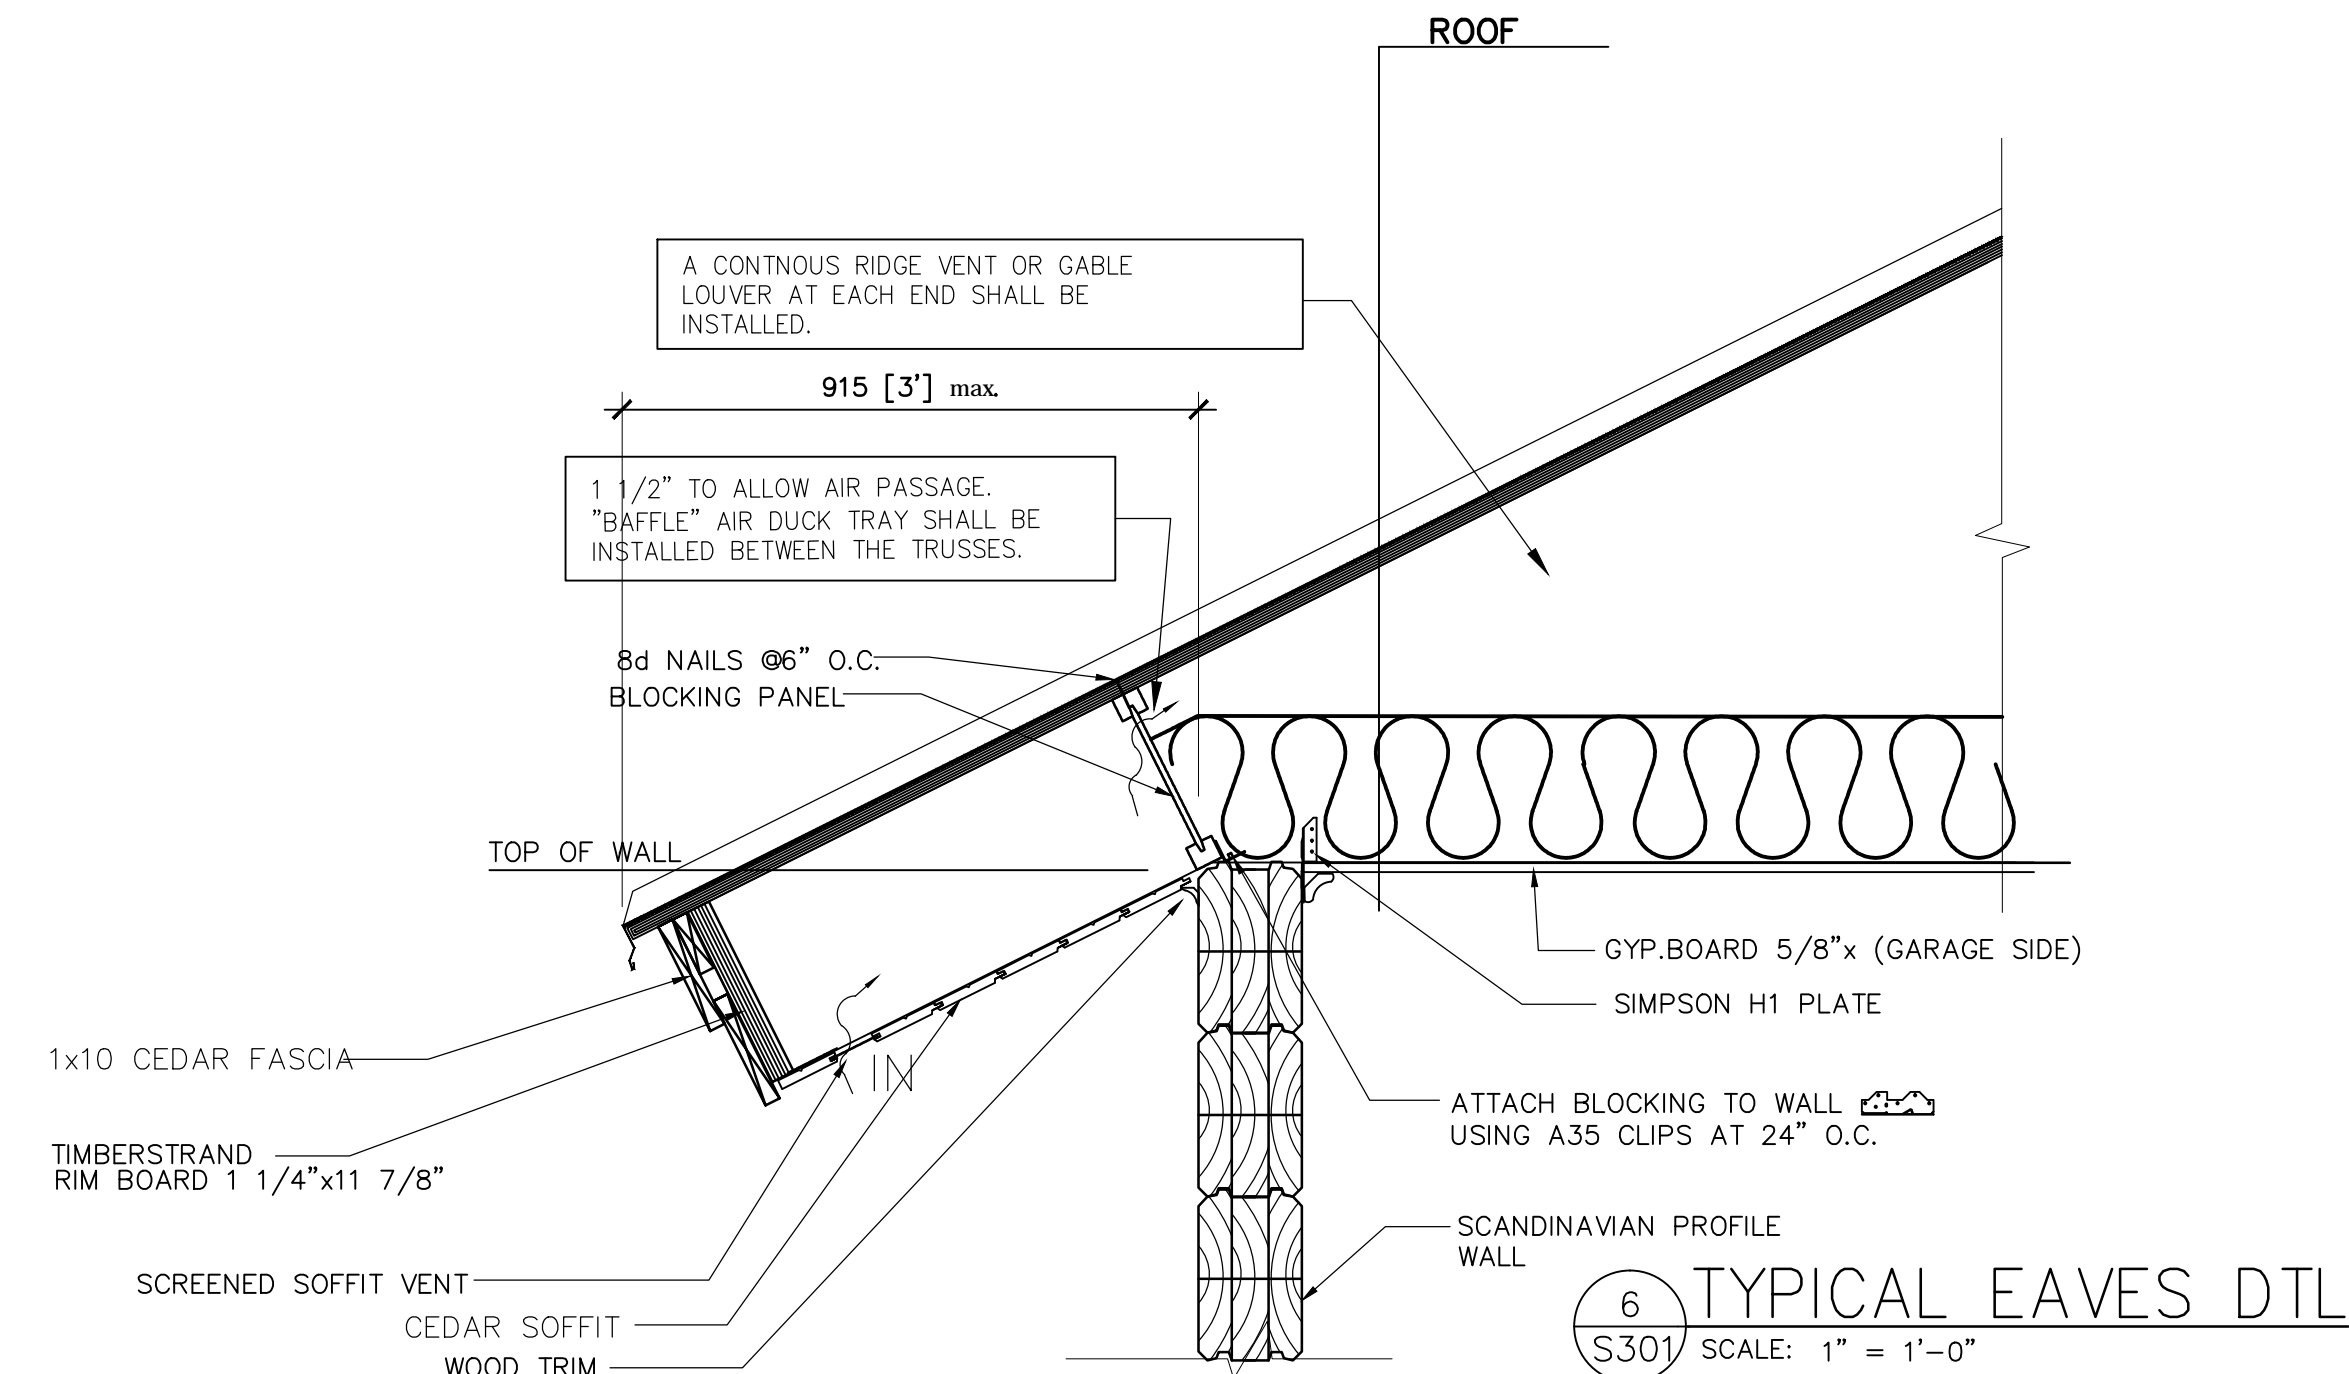 ROOF
A CONTNOUS RIDGE VENT OR GABLE
LOUVER AT EACH END SHALL BE
INSTALLED.
915 [3'] max.
1 1/2" TO ALLOW AIR PASSAGE.
"BAFFLE" AIR DUCK TRAY SHALL BE
INSTALLED BETWEEN THE TRUSSES.
8d NAILS @6" O.C.
BLOCKING PANEL
TOP OF WALL
GYP.BOARD 5/8"x (GARAGE SIDE)
SIMPSON H1 PLATE
1x10 CEDAR FASCIA
IN
ATTACH BLOCKING TO WALL
USING A35 CLIPS AT 24" O.C.
TIMBERSTRAND
RIM BOARD 1 1/4"x11 7/8"
SCANDINAVIAN PROFILE
WALL
SCREENED SOFFIT VENT
CEDAR SOFFIT
WOOD TRIM
6
S301
TYPICAL EAVES DTL
SCALE: 1" = 1'-0"